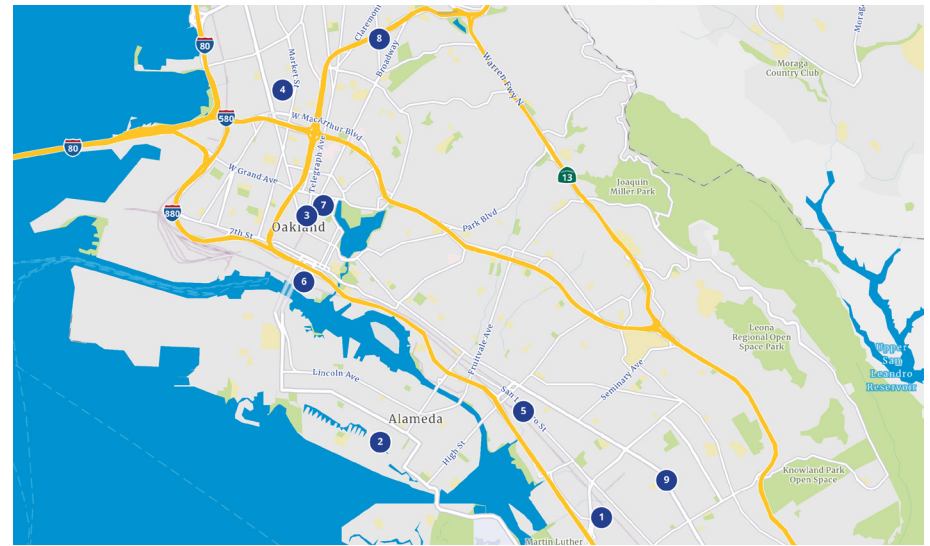 80
Claremont
8
Broadway
Market St
4
580
W MacArthur Blvd
80
Telegraph Ave
W Grand Ave
880
7
3
Oakland
7th St
6
Warren Fwy N
13
Moraga
Moraga
Country Club
Joaquin
Miller Park
Park Blvd
Leona
Regional Open
Space Park
Upper
San
Leandro
Reservoir
Fruitvale Ave
Seminary Ave
Lincoln Ave
Alameda
2
High St
5
9
Knowland Park
Open Space
1
Martin Luther